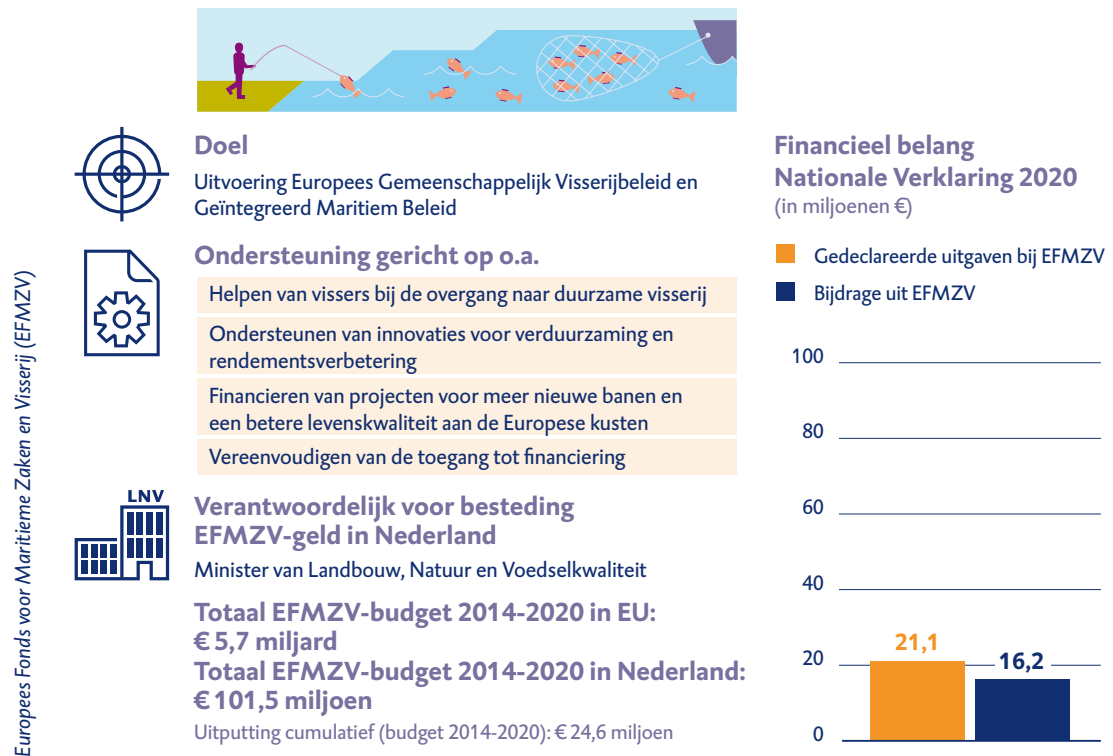 Europees Fonds voor Maritieme Zaken en Visserij (EFMZV)
Doel
Uitvoering Europees Gemeenschappelijk Visserijbeleid en
Geïntegreerd Maritiem Beleid
Ondersteuning gericht op o.a.
Helpen van vissers bij de overgang naar duurzame visserij
Ondersteunen van innovaties voor verduurzaming en
rendementsverbetering
Financieren van projecten voor meer nieuwe banen en
een betere levenskwaliteit aan de Europese kusten
Vereenvoudigen van de toegang tot financiering
LNV
Verantwoordelijk voor besteding
EFMZV-geld in Nederland
Minister van Landbouw, Natuur en Voedselkwaliteit
Totaal EFMZV-budget 2014-2020 in EU:
€ 5,7 miljard
Totaal EFMZV-budget 2014-2020 in Nederland:
€ 101,5 miljoen
Uitputting cumulatief (budget 2014-2020): € 24,6 miljoen
Financieel belang
Nationale Verklaring 2020
(in miljoenen €)
Gedeclareerde uitgaven bij EFMZV
Bijdrage uit EFMZV
100
80
60
40
20
0
21,1
16,2